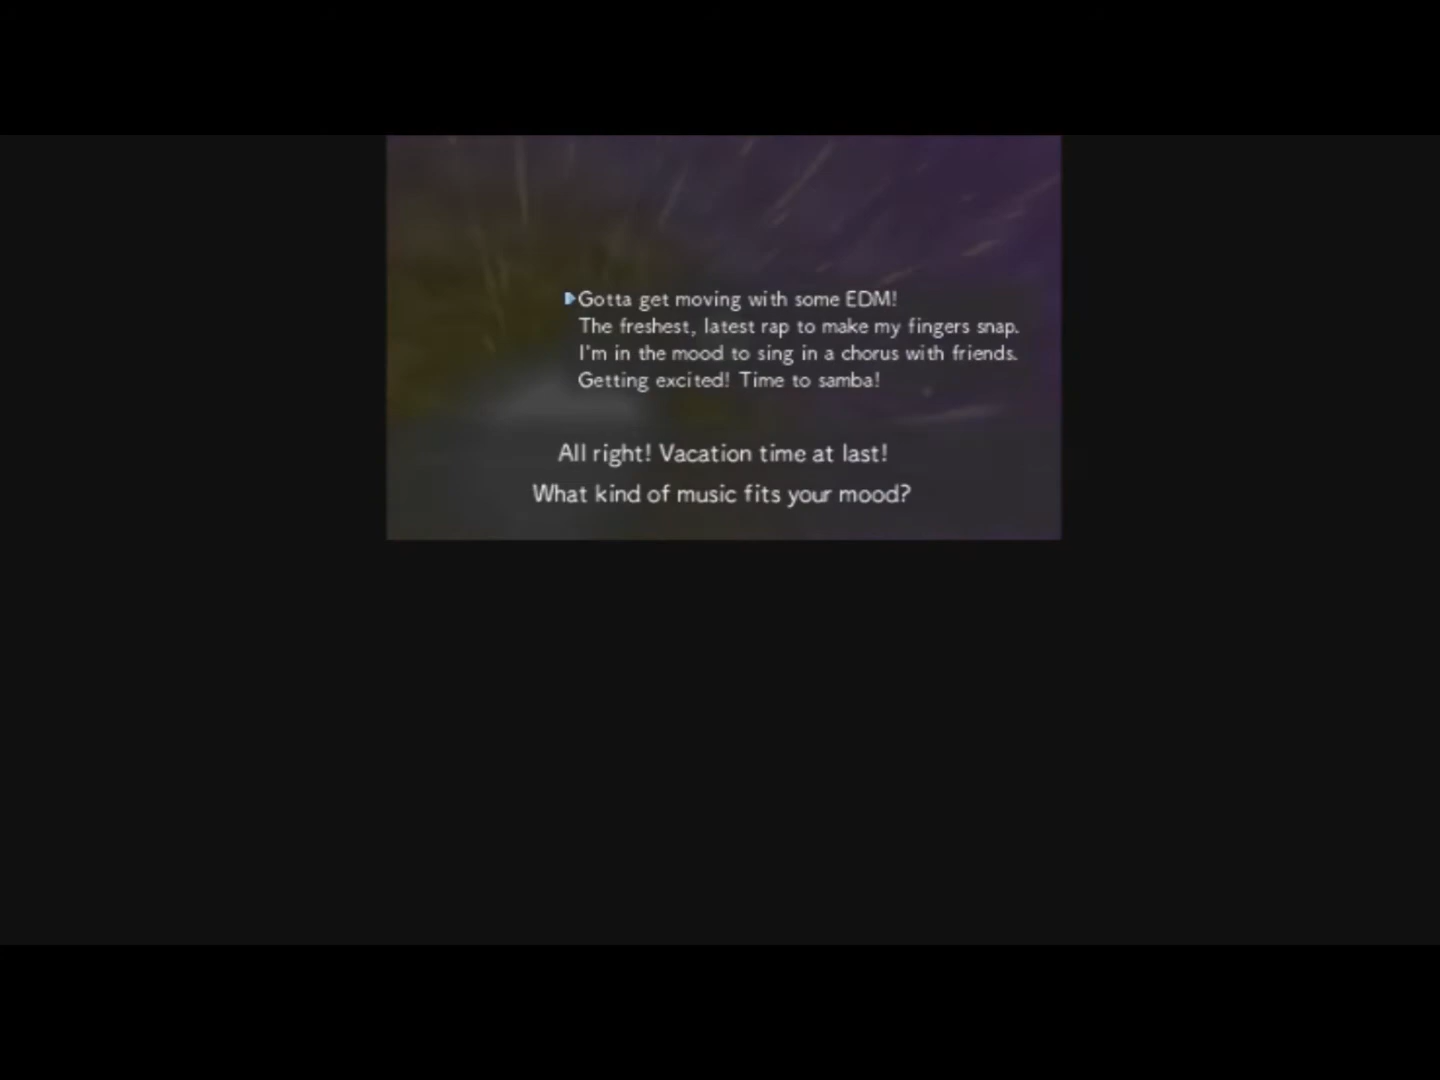 Gotta get moving with some EDM!
The freshest, latest rap to make my fingers snap.
I'm in the mood to sing in a chorus with friends.
Getting excited! Time to samba!
All right! Vacation time at last!
What kind of music fits your mood?